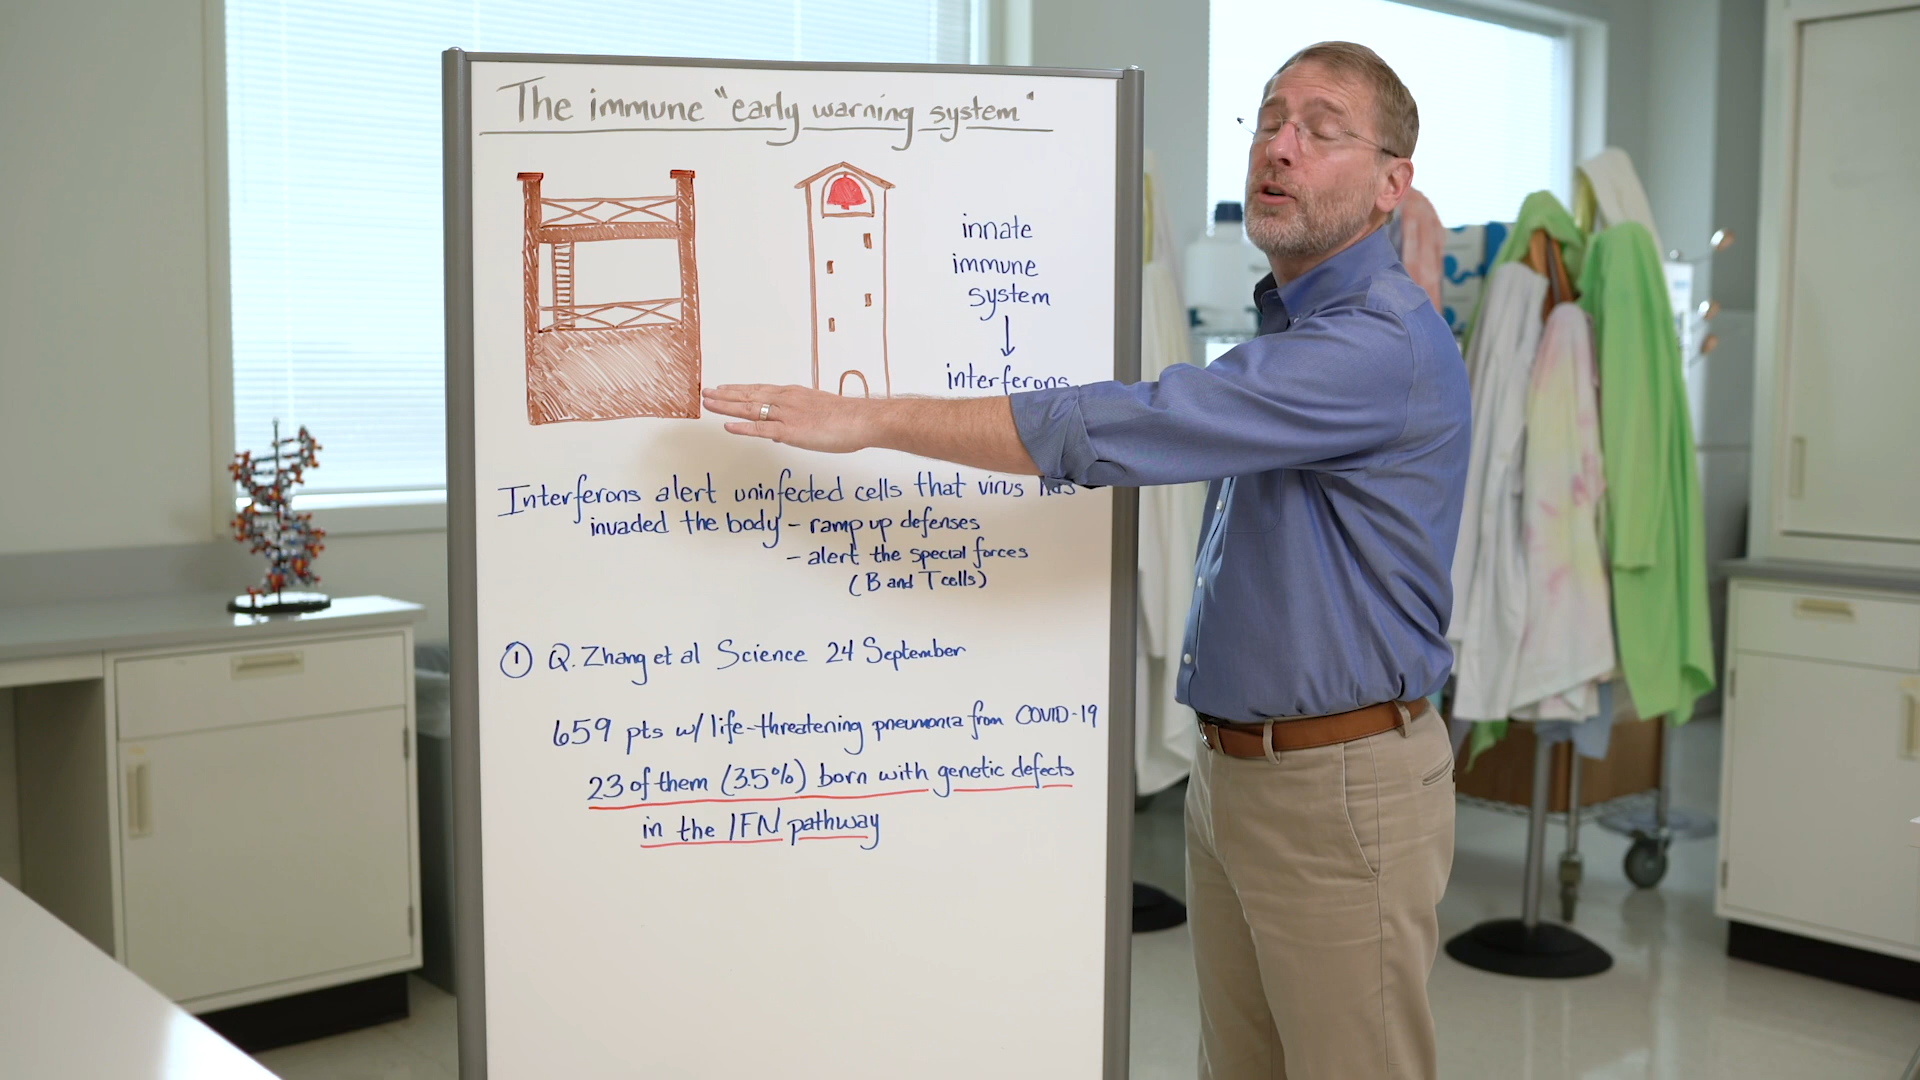 The immune "early warning system"
innate
immune
system
interferons
Interferons alert uninfected cells that virus has
invaded the body - ramp up defenses
- alert the special forces
(B and T cells)
1 Q. Zhang et al Science 24 September
659 pts w/ life-threatening pneumonia from COVID-19
23 of them (3.5%) born with genetic defects
in the IFN pathway